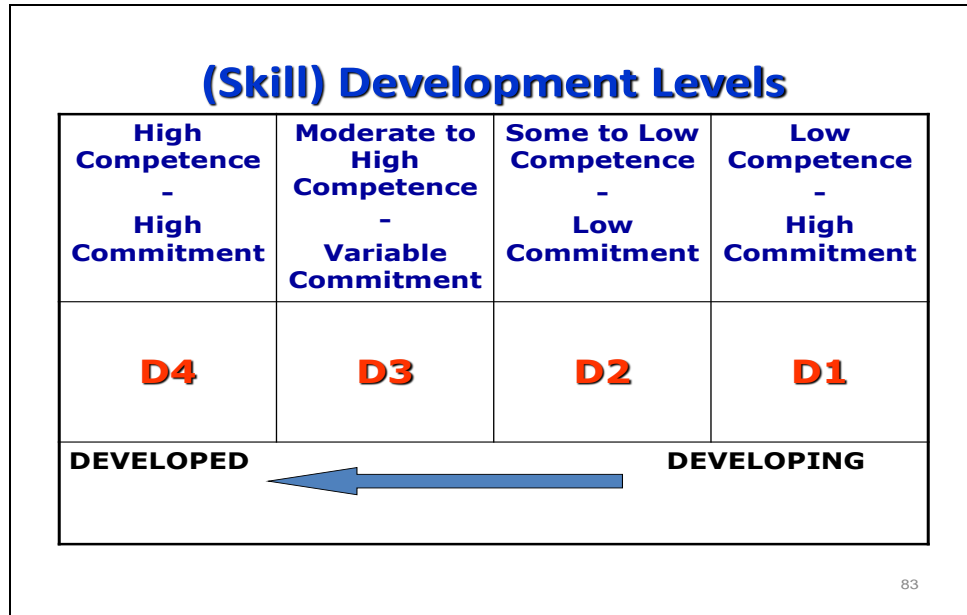 (Skill) Development Levels
High
Competence
-
High
Commitment
Moderate to
High
Competence
-
Variable
Commitment
Some to Low
Competence
-
Low
Commitment
Low
Competence
-
High
Commitment
D4
D3
D2
D1
DEVELOPED
DEVELOPING
83